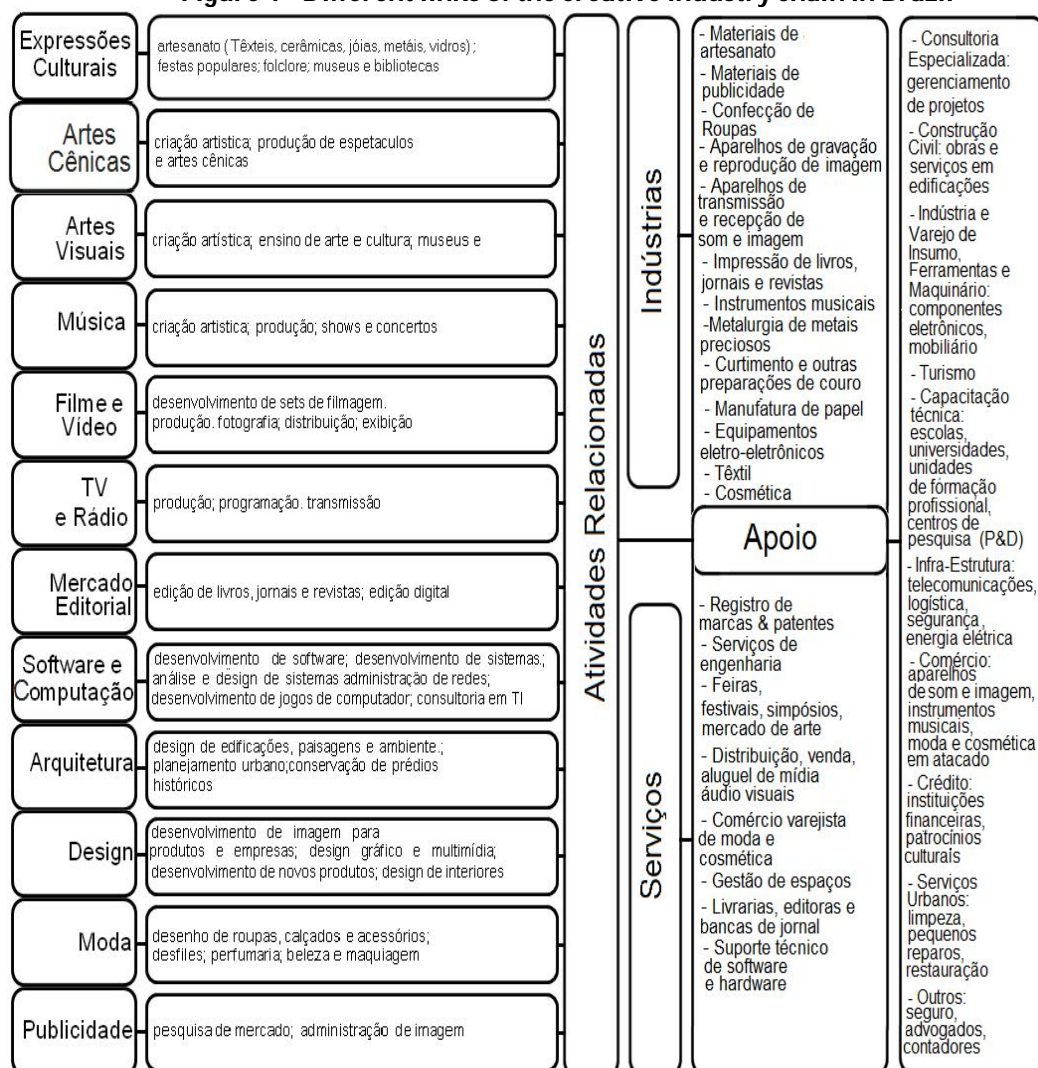 Expressões
Culturais
artesanato ( Têxteis, cerâmicas, jóias, metáis, vidros) ;
festas populares; folclore; museus e bibliotecas
Artes
Cênicas
criação artistica; produção de espetaculos
e artes cênicas
Artes
Visuais
criação artística; ensino de arte e cultura; museus e
Música
criação artistica; produção; shows e concertos
Filme e
Vídeo
desenvolvimento de sets de filmagem.
produção. fotografia; distribuição; exibição
TV
e Rádio
produção; programação. transmissão
Mercado
Editorial
edição de livros, jornais e revistas; edição digital
Software e
Computação
desenvolvimento de software; desenvolvimento de sistemas;
análise e design de sistemas administração de redes;
desenvolvimento de jogos de computador; consultoria em TI
Arquitetura
design de edificações, paisagens e ambiente.;
planejamento urbano;conservação de prédios
históricos
Design
desenvolvimento de imagem para
produtos e empresas; design gráfico e multimídia;
desenvolvimento de novos produtos; design de interiores
Moda
desenho de roupas, calçados e acessórios;
desfiles; perfumaria; beleza e maquiagem
Publicidade
pesquisa de mercado; administração de imagem
Atividades Relacionadas
Indústrias
- Materiais de
artesanato
- Materiais de
publicidade
- Confecção de
Roupas
- Aparelhos de gravação
e reprodução de imagem
- Aparelhos de
transmissão
e recepção de
som e imagem
- Impressão de livros,
jornais e revistas
- Instrumentos musicais
-Metalurgia de metais
preciosos
- Curtimento e outras
preparações de couro
- Manufatura de papel
- Equipamentos
eletro-eletrônicos
- Têxtil
- Cosmética
Apoio
Serviços
- Registro de
marcas & patentes
- Serviços de
engenharia
- Feiras,
festivais, simpósios,
mercado de arte
- Distribuição, venda,
aluguel de mídia
áudio visuais
- Comércio varejista
de moda e
cosmética
- Gestão de espaços
- Livrarias, editoras e
bancas de jornal
- Suporte técnico
de software
e hardware
- Consultoria
Especializada:
gerenciamento
de projetos
- Construção
Civil: obras e
serviços em
edificações
- Indústria e
Varejo de
Insumo,
Ferramentas e
Maquinário:
componentes
eletrônicos,
mobiliário
- Turismo
- Capacitação
técnica:
escolas,
universidades,
unidades
de formação
profissional,
centros de
pesquisa (P&D)
- Infra-Estrutura:
telecomunicações,
logística,
segurança,
energia elétrica
- Comércio:
aparelhos
de som e imagem,
instrumentos
musicais,
moda e cosmética
em atacado
- Crédito:
instituições
financeiras,
patrocínios
culturais
- Serviços
Urbanos:
limpeza,
pequenos
reparos,
restauração
- Outros:
seguro,
advogados,
contadores